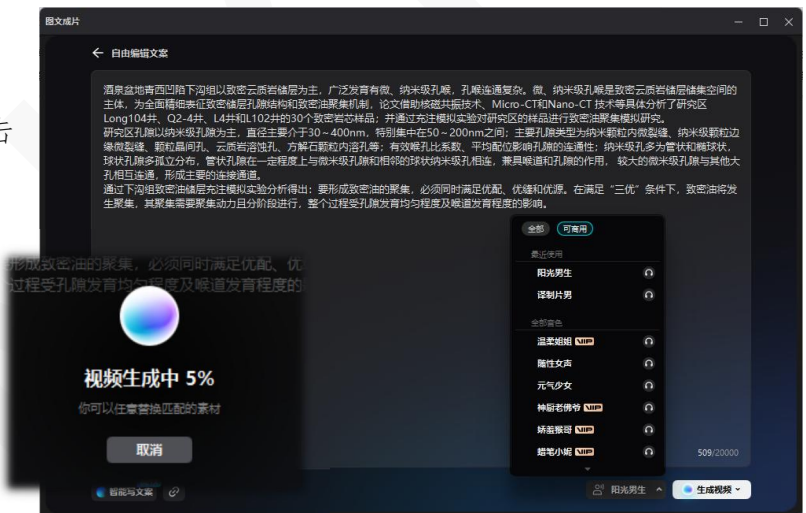 图文成片
自由编辑文案
酒泉盆地青西凹陷下沟组以致密云质岩储层为主，广泛发育有微、纳米级孔喉，孔喉连通复杂。微、纳米级孔喉是致密云质岩储层储集空间的
主体，为全面精细表征致密储层孔隙结构和致密油聚集机制，论文借助核磁共振技术、Micro-CT和Nano-CT 技术等具体分析了研究区
Long104井、Q2-4井、L4井和L102井的30个致密岩芯样品；并通过充注模拟实验对研究区的样品进行致密油聚集模拟研究。
研究区孔隙以纳米级孔隙为主，直径主要介于30～400nm，特别集中在50～200nm之间；主要孔隙类型为纳米颗粒内微裂缝、纳米级颗粒边
缘微裂缝、颗粒晶间孔、云质岩溶蚀孔、方解石颗粒内溶孔等；有效喉孔比系数、平均配位影响孔隙的连通性；纳米级孔多为管状和椭球状，
球状孔隙多孤立分布，管状孔隙在一定程度上与微米级孔隙和相邻的球状纳米级孔相连，兼具喉道和孔隙的作用， 较大的微米级孔隙与其他大
孔相互连通，形成主要的连接通道。
通过下沟组致密油储层充注模拟实验分析得出：要形成致密油的聚集，必须同时满足优配、优缝和优源。在满足“三优”条件下，致密油将发
生聚集，其聚集需要聚集动力且分阶段进行，整个过程受孔隙发育均匀程度及喉道发育程度的影响。
击
全部 可商用
最近使用
阳光男生
译制片男
全部音色
温柔姐姐 VIP
随性女声
元气少女
神厨老佛爷 VIP
娇羞猴哥 VIP
蜡笔小妮 VIP
形成致密油的聚集，必须同时满足优配、优
过程受孔隙发育均匀程度及喉道发育程度的
视频生成中 5%
你可以任意替换匹配的素材
取消
509/20000
智能写文案
阳光男生
生成视频